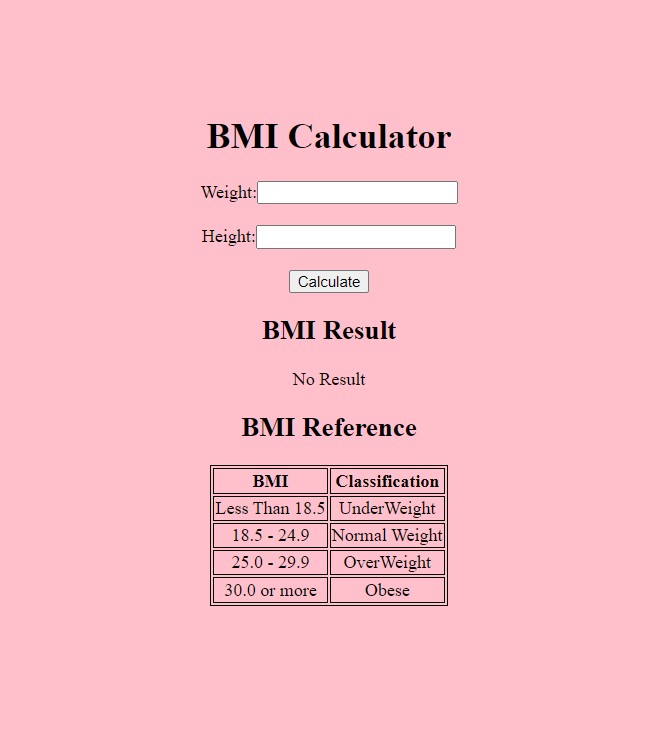 BMI Calculator
Weight:
Height:
Calculate
BMI Result
No Result
BMI Reference
BMI Classification
Less Than 18.5 UnderWeight
18.5 - 24.9 Normal Weight
25.0 - 29.9 OverWeight
30.0 or more Obese